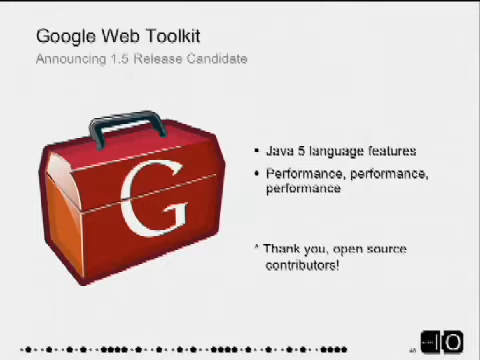 Google Web Toolkit
Announcing 1.5 Release Candidate
G
• Java 5 language features
• Performance, performance,
performance
* Thank you, open source
contributors!
IO